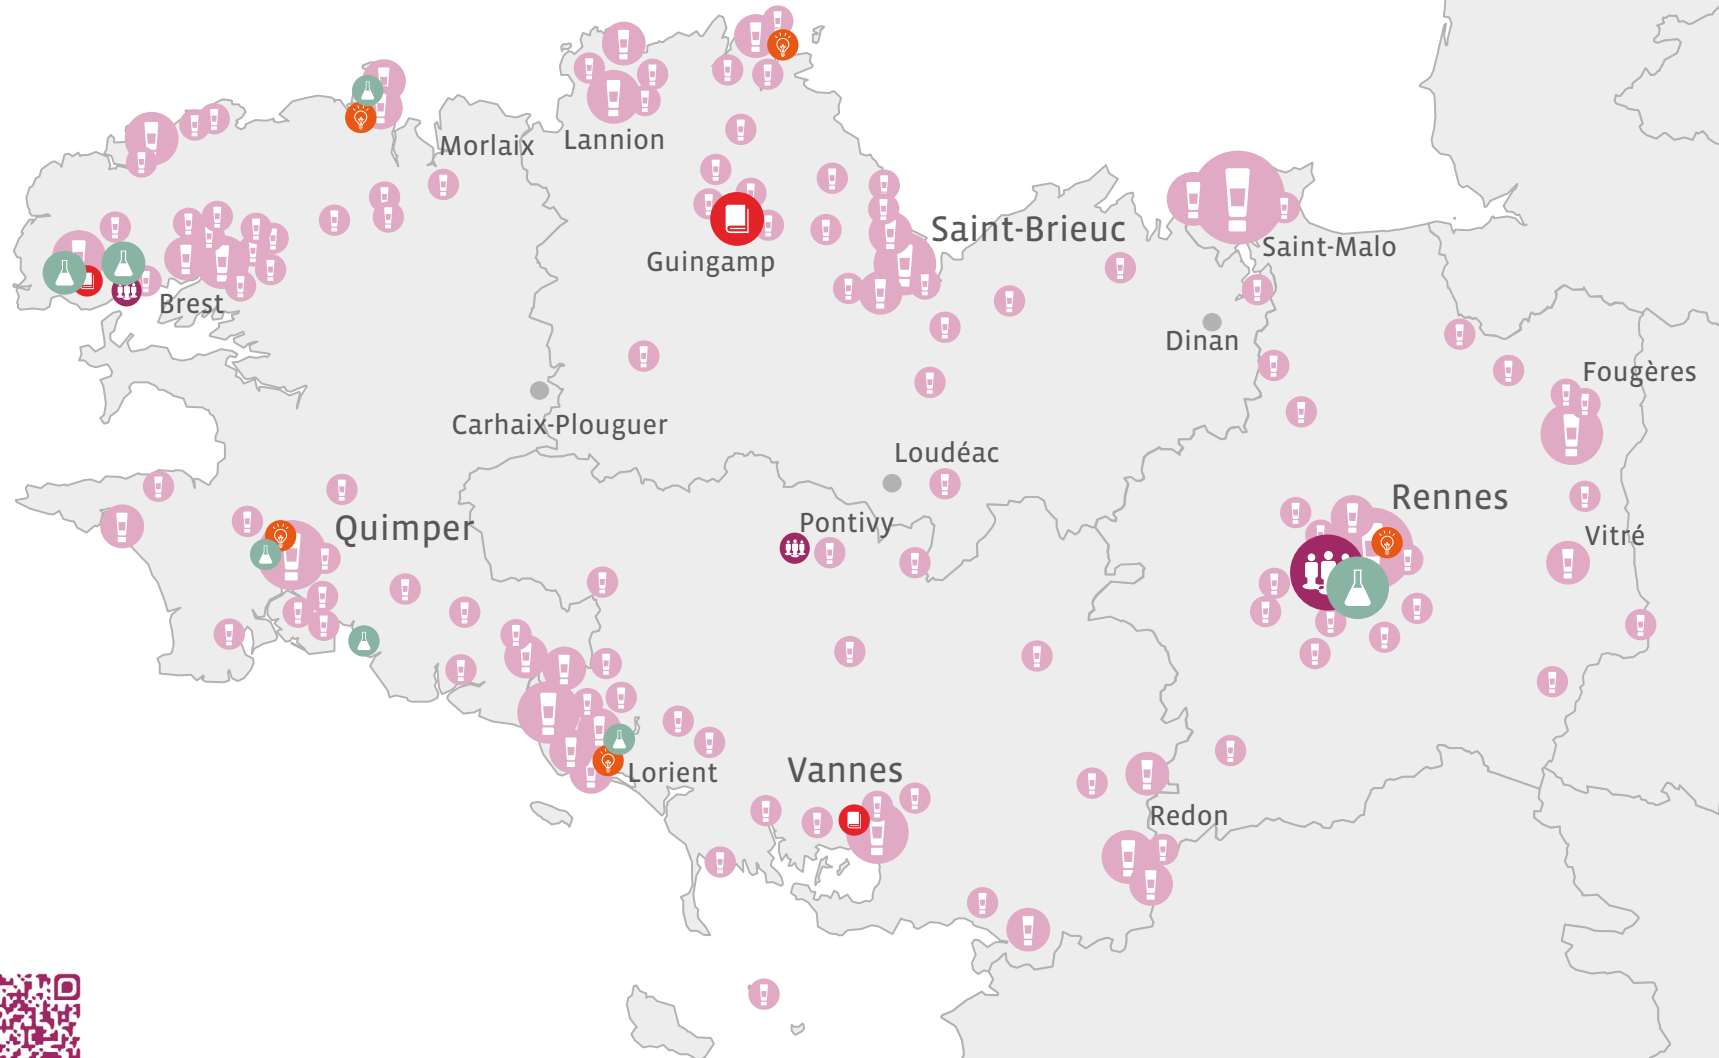 Morlaix
Lannion
Saint-Brieuc
Saint-Malo
Guingamp
Brest
Dinan
Fougères
Carhaix-Plouguer
Loudéac
Rennes
Quimper
Pontivy
Vitré
Lorient
Vannes
Redon